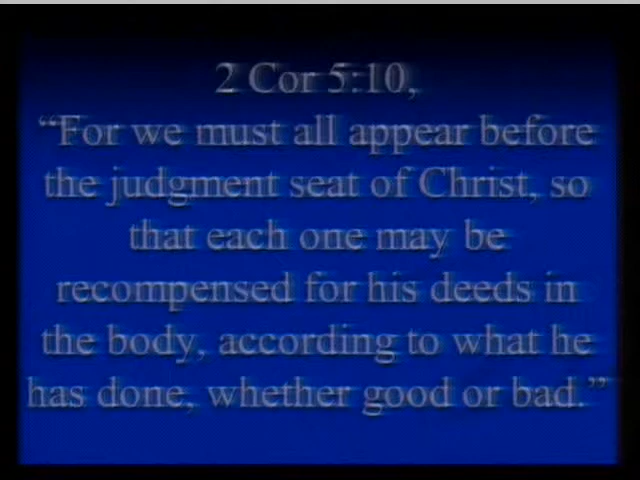 2 Cor 5:10,
“For we must all appear before
the judgment seat of Christ, so
that each one may be
recompensed for his deeds in
the body, according to what he
has done, whether good or bad.”